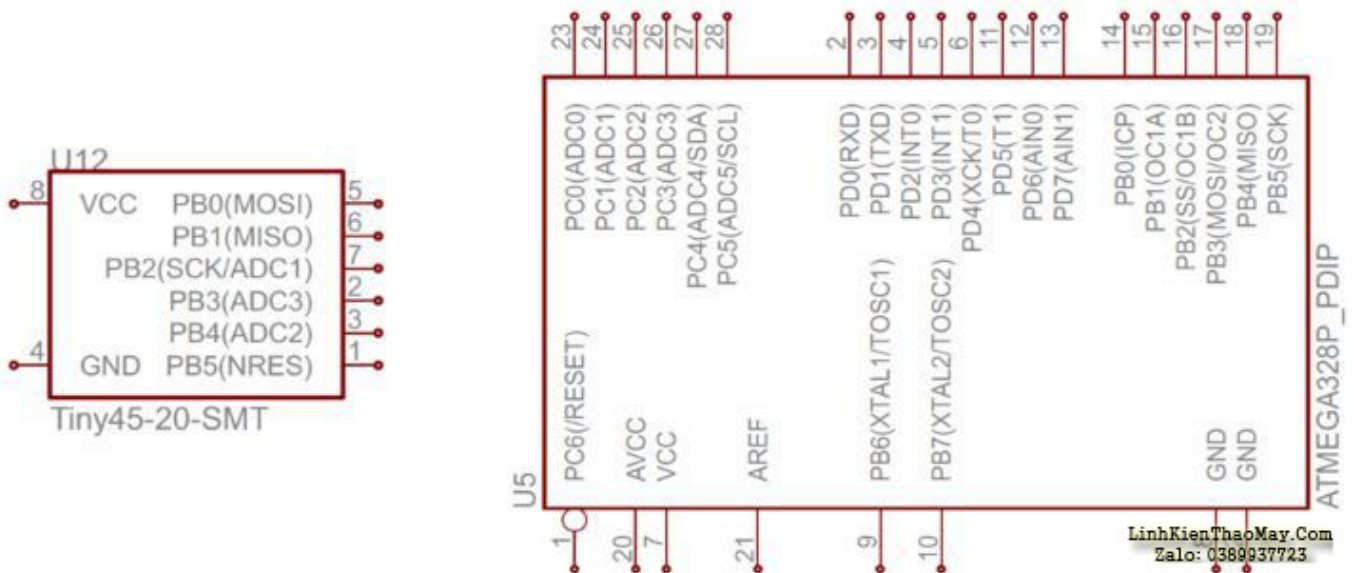 U12
8 VCC PB0(MOSI) 5
PB1(MISO) 6
PB2(SCK/ADC1) 7
PB3(ADC3) 2
PB4(ADC2) 3
4 GND PB5(NRES) 1
Tiny45-20-SMT
23 24 25 26 27 28 2 3 4 5 6 11 12 13 14 15 16 17 18 19
PC0(ADC0)
PC1(ADC1)
PC2(ADC2)
PC3(ADC3)
PC4(ADC4/SDA)
PC5(ADC5/SCL)
PD0(RXD)
PD1(TXD)
PD2(INT0)
PD3(INT1)
PD4(XCK/T0)
PD5(T1)
PD6(AIN0)
PD7(AIN1)
PB0(ICP)
PB1(OC1A)
PB2(SS/OC1B)
PB3(MOSI/OC2)
PB4(MISO)
PB5(SCK)
PC6(/RESET)
AVCC
VCC
AREF
PB6(XTAL1/TOSC1)
PB7(XTAL2/TOSC2)
GND
GND
1 20 7 21 9 10
U5
ATMEGA328P_PDIP
LinhKienThaoMay.Com
Zalo: 0389937723